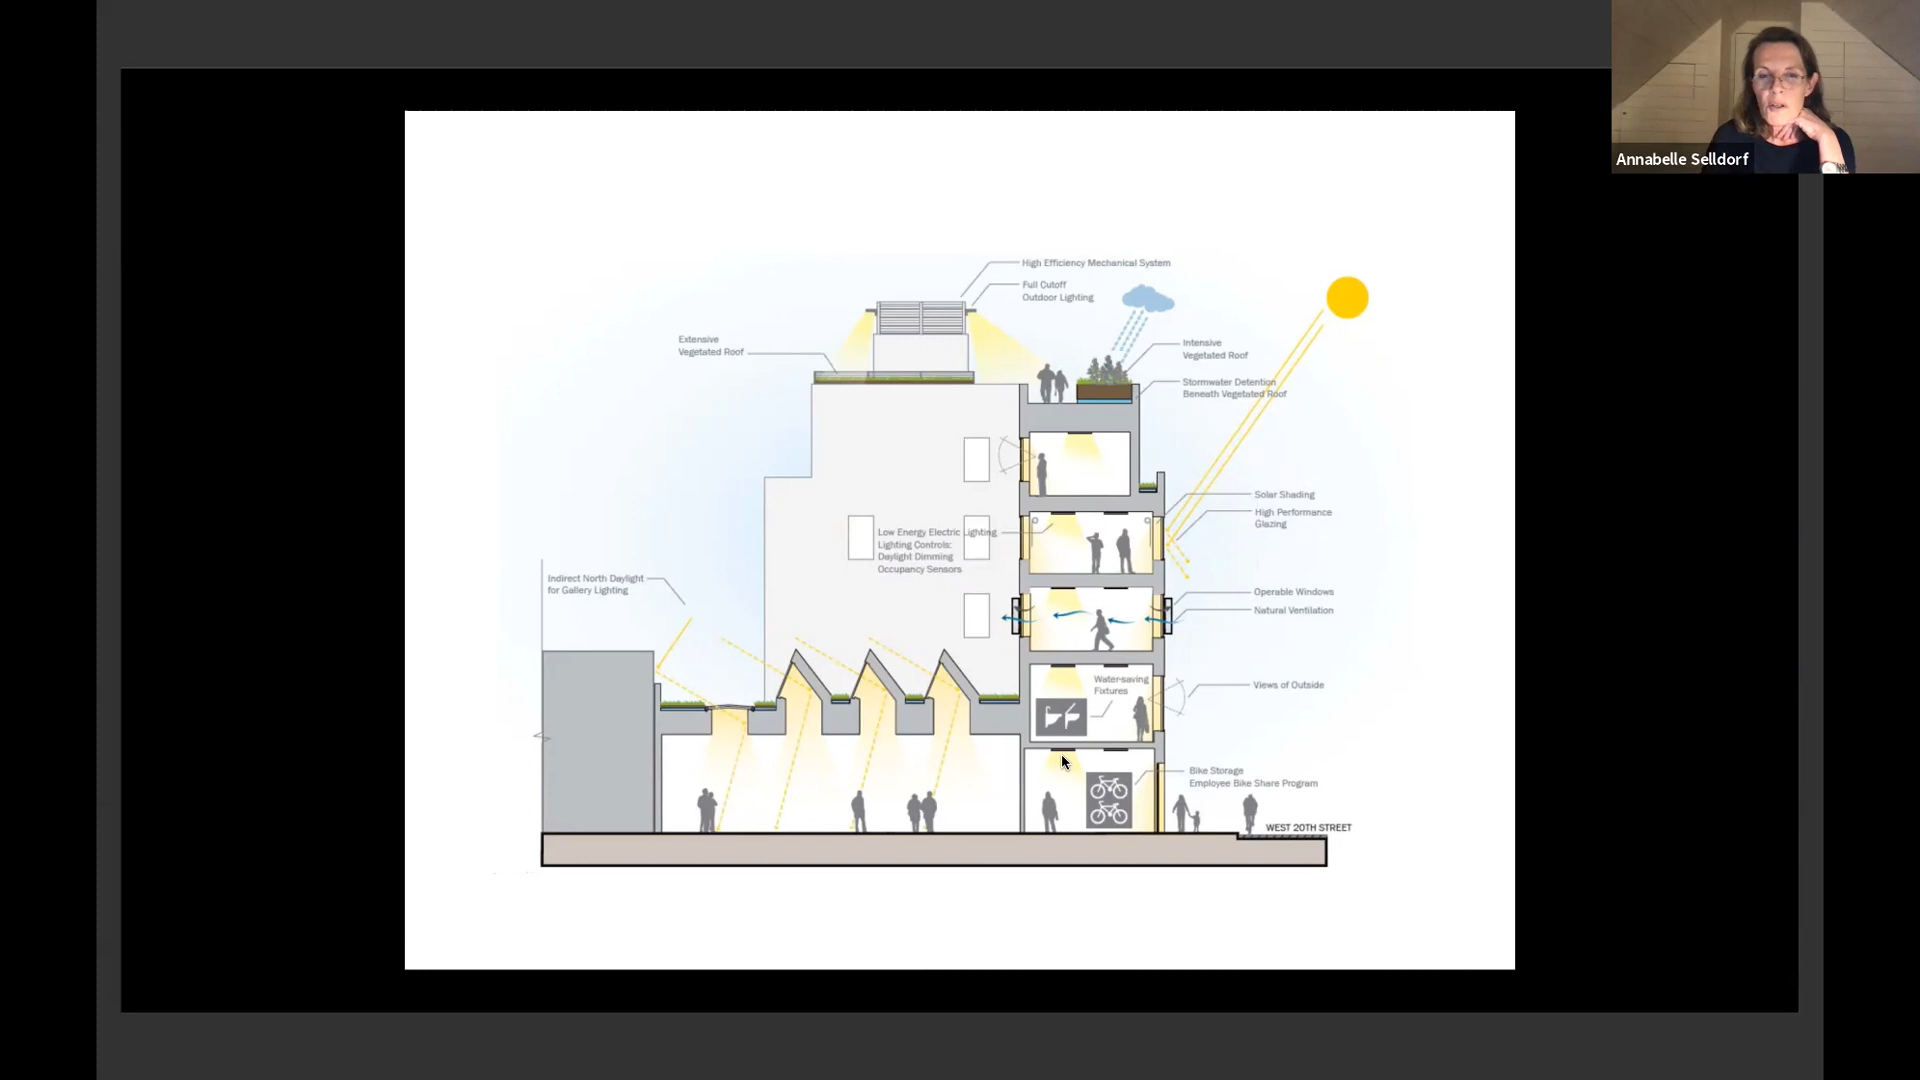 Annabelle Selldorf
High Efficiency Mechanical System
Full Cutoff
Outdoor Lighting
Extensive
Vegetated Roof
Intensive
Vegetated Roof
Stormwater Detention
Beneath Vegetated Roof
Solar Shading
High Performance
Glazing
Low Energy Electric Lighting
Lighting Controls:
Daylight Dimming
Occupancy Sensors
Indirect North Daylight
for Gallery Lighting
Operable Windows
Natural Ventilation
Water-saving
Fixtures
Views of Outside
Bike Storage
Employee Bike Share Program
WEST 20TH STREET